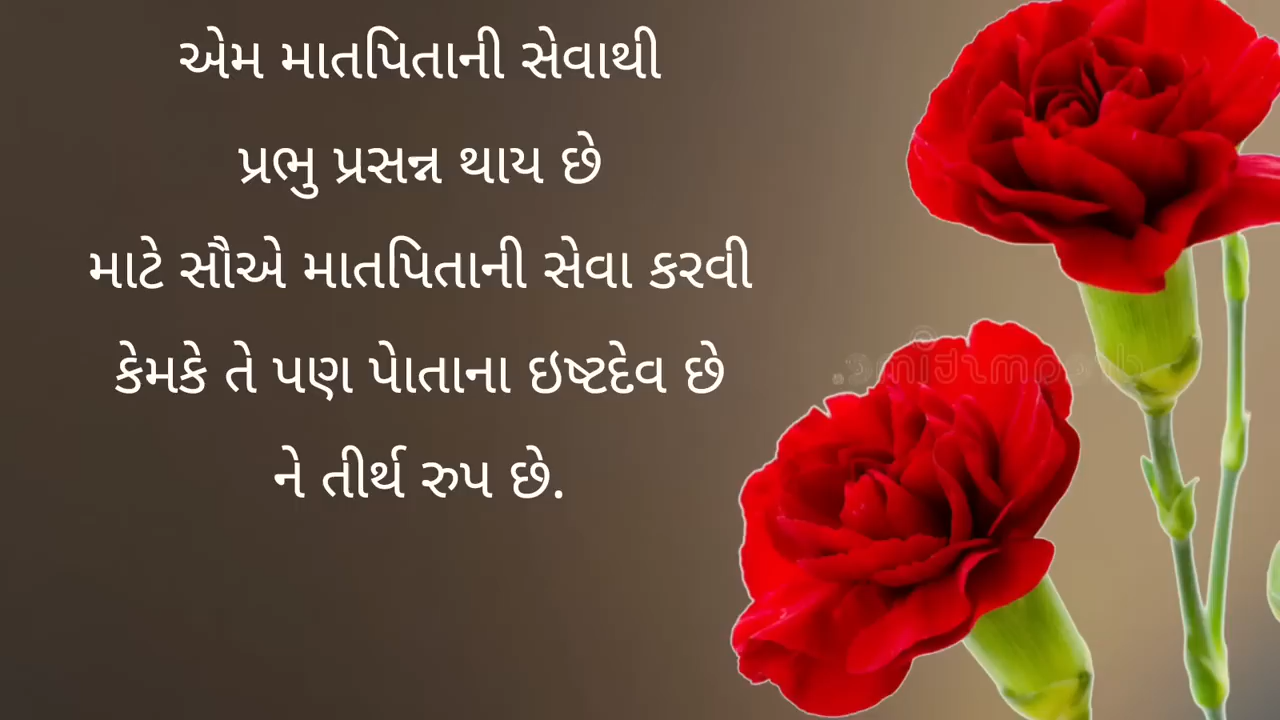 એમ માતપિતાની સેવાથી
પ્રભુ પ્રસન્ન થાય છે
માટે સૌએ માતપિતાની સેવા કરવી
કેમકે તે પણ પોતાના ઇષ્ટદેવ છે
ને તીર્થ રુપ છે.